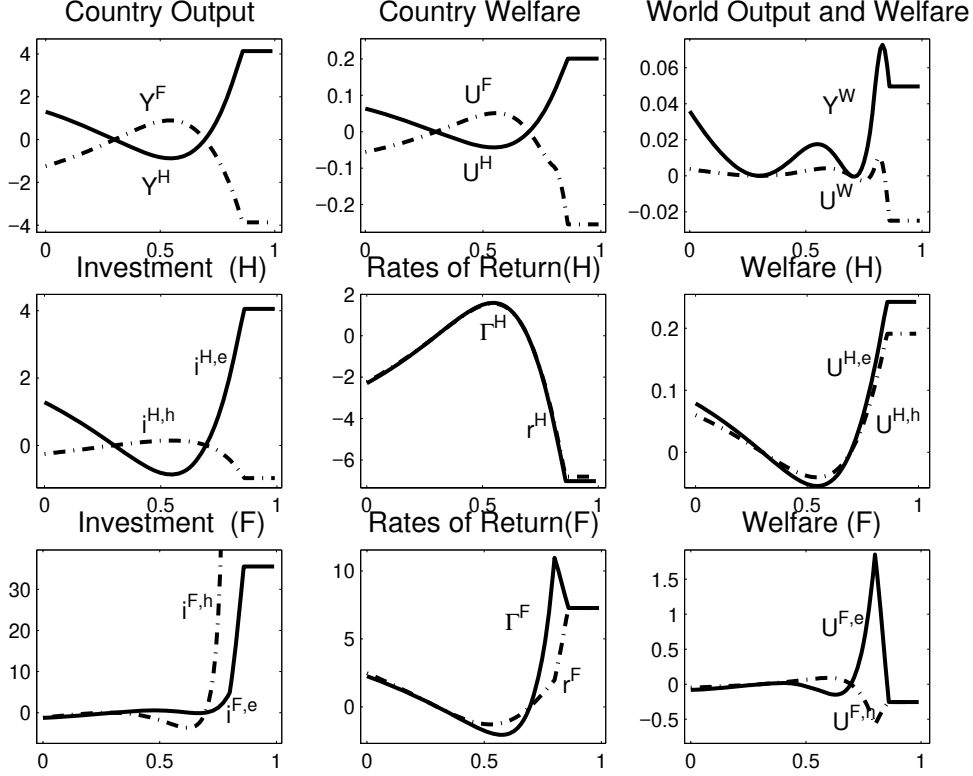 Country Output
Country Welfare
World Output and Welfare
4
2
0
−2
−4
0
0.5
1
Y^F
Y^H
0.2
0.1
0
−0.1
−0.2
0
0.5
1
U^F
U^H
0.06
0.04
0.02
0
−0.02
0
0.5
1
Y^W
U^W
Investment (H)
Rates of Return(H)
Welfare (H)
4
2
0
0
0.5
1
i^H,e
i^H,h
2
0
−2
−4
−6
0
0.5
1
Γ^H
r^H
0.2
0.1
0
0
0.5
1
U^H,e
U^H,h
Investment (F)
Rates of Return(F)
Welfare (F)
30
20
10
0
0
0.5
1
i^F,h
i^F,e
10
5
0
0
0.5
1
Γ^F
r^F
1.5
1
0.5
0
−0.5
0
0.5
1
U^F,e
U^F,h